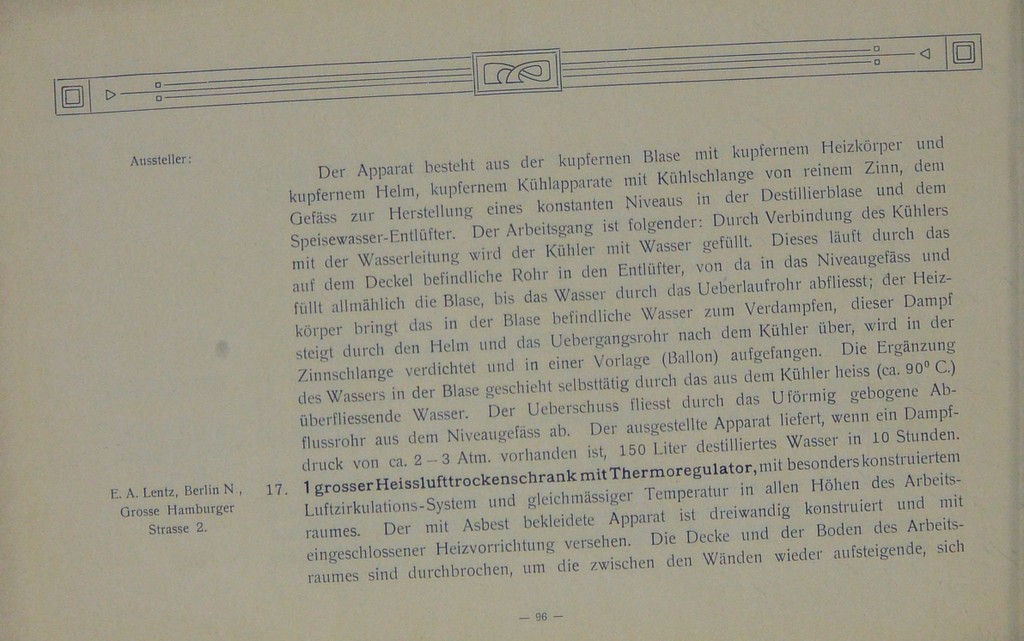 Aussteller:
Der Apparat besteht aus der kupfernen Blase mit kupfernem Heizkörper und
kupfernem Helm, kupfernem Kühlapparate mit Kühlschlange von reinem Zinn, dem
Gefäss zur Herstellung eines konstanten Niveaus in der Destillierblase und dem
Speisewasser-Entlüfter. Der Arbeitsgang ist folgender: Durch Verbindung des Kühlers
mit der Wasserleitung wird der Kühler mit Wasser gefüllt. Dieses läuft durch das
auf dem Deckel befindliche Rohr in den Entlüfter, von da in das Niveaugefäss und
füllt allmählich die Blase, bis das Wasser durch das Ueberlaufrohr abfliesst; der Heiz-
körper bringt das in der Blase befindliche Wasser zum Verdampfen, dieser Dampf
steigt durch den Helm und das Uebergangsrohr nach dem Kühler über, wird in der
Zinnschlange verdichtet und in einer Vorlage (Ballon) aufgefangen. Die Ergänzung
des Wassers in der Blase geschieht selbsttätig durch das aus dem Kühler heiss (ca. 90⁰ C.)
überfliessende Wasser. Der Ueberschuss fliesst durch das U förmig gebogene Ab-
flussrohr aus dem Niveaugefäss ab. Der ausgestellte Apparat liefert, wenn ein Dampf-
druck von ca. 2 – 3 Atm. vorhanden ist, 150 Liter destilliertes Wasser in 10 Stunden.
E. A. Lentz, Berlin N.,
Grosse Hamburger
Strasse 2.
17. 1 grosser Heisslufttrockenschrank mit Thermoregulator, mit besonders konstruiertem
Luftzirkulations-System und gleichmässiger Temperatur in allen Höhen des Arbeits-
raumes. Der mit Asbest bekleidete Apparat ist dreiwandig konstruiert und mit
eingeschlossener Heizvorrichtung versehen. Die Decke und der Boden des Arbeits-
raumes sind durchbrochen, um die zwischen den Wänden wieder aufsteigende, sich
— 96 —